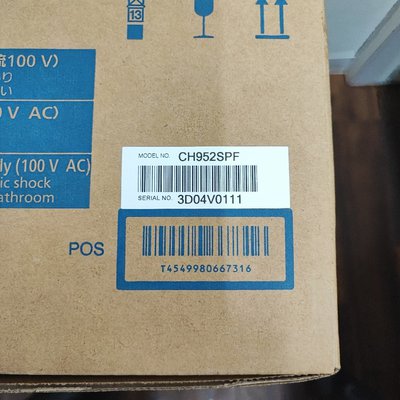 13
流100 V）
り
い
0 V AC)
ly (100 V AC)
ic shock
athroom
MODEL NO. CH952SPF
SERIAL NO. 3D04V0111
POS
T4549980667316